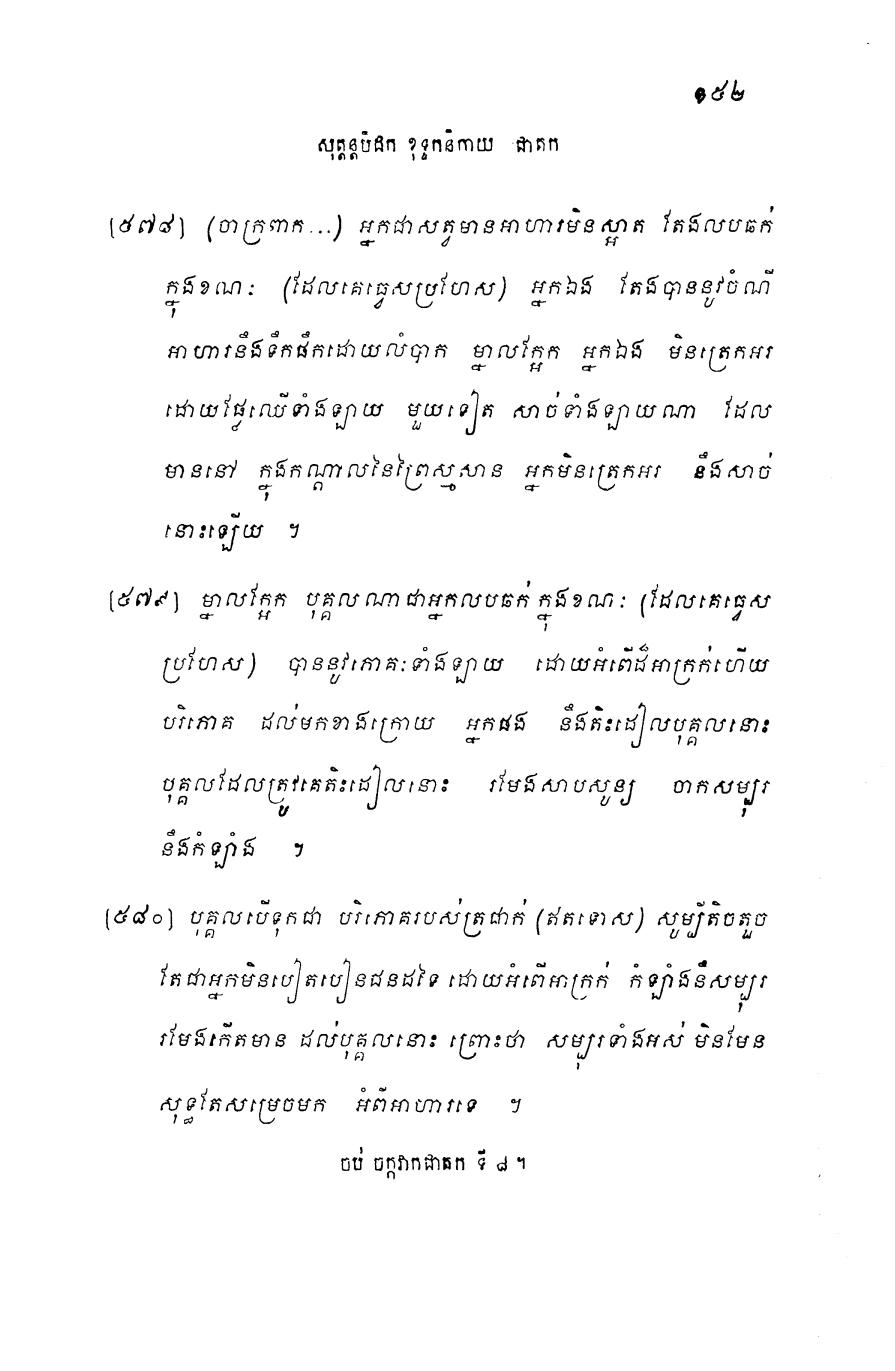 ១៥២
សុត្តន្តបិដក ខុទ្ទកនិកាយ ជាតក
[៥៧៨] (ចាក្រពាក...) អ្នកជាសត្វមានអាហារមិនស្អាត តែងលបឆក់
ក្នុងខណៈ (ដែលគេធ្វេសប្រហែស) អ្នកឯង តែងបាននូវចំណី
អាហារនឹងទឹកផឹកដោយលំបាក ម្នាលក្អែក អ្នកឯង មិនត្រេកអរ
ដោយផ្លែឈើទាំងឡាយ មួយទៀត សាច់ទាំងឡាយណា ដែល
មាននៅ ក្នុងកណ្តាលនៃព្រៃស្មសាន អ្នកមិនត្រេកអរ នឹងសាច់
នោះឡើយ ។
[៥៧៩] ម្នាលក្អែក បុគ្គលណាជាអ្នកលបឆក់ ក្នុងខណៈ (ដែលគេធ្វេស
ប្រហែស) បាននូវភោគៈទាំងឡាយ ដោយអំពើដ៏អាក្រក់ហើយ
បរិភោគ ដល់មកខាងក្រោយ អ្នកផង នឹងតិះដៀលបុគ្គលនោះ
បុគ្គលដែលត្រូវគេតិះដៀលនោះ រមែងសាបសូន្យ ចាកសម្បុរ
នឹងកំឡាំង ។
[៥៨០] បុគ្គលបើទុកជា បរិភោគរបស់ត្រជាក់ (ឥតទោស) សូម្បីតិចតួច
តែជាអ្នកមិនបៀតបៀនជនដទៃ ដោយអំពើអាក្រក់ កំឡាំងនឹសម្បុរ
រមែងកើតមាន ដល់បុគ្គលនោះ ព្រោះថា សម្បុរទាំងអស់ មិនមែន
សុទ្ធតែសម្រេចមក អំពីអាហារទេ ។
ចប់ ចក្កវាកជាតក ទី ៨ ។